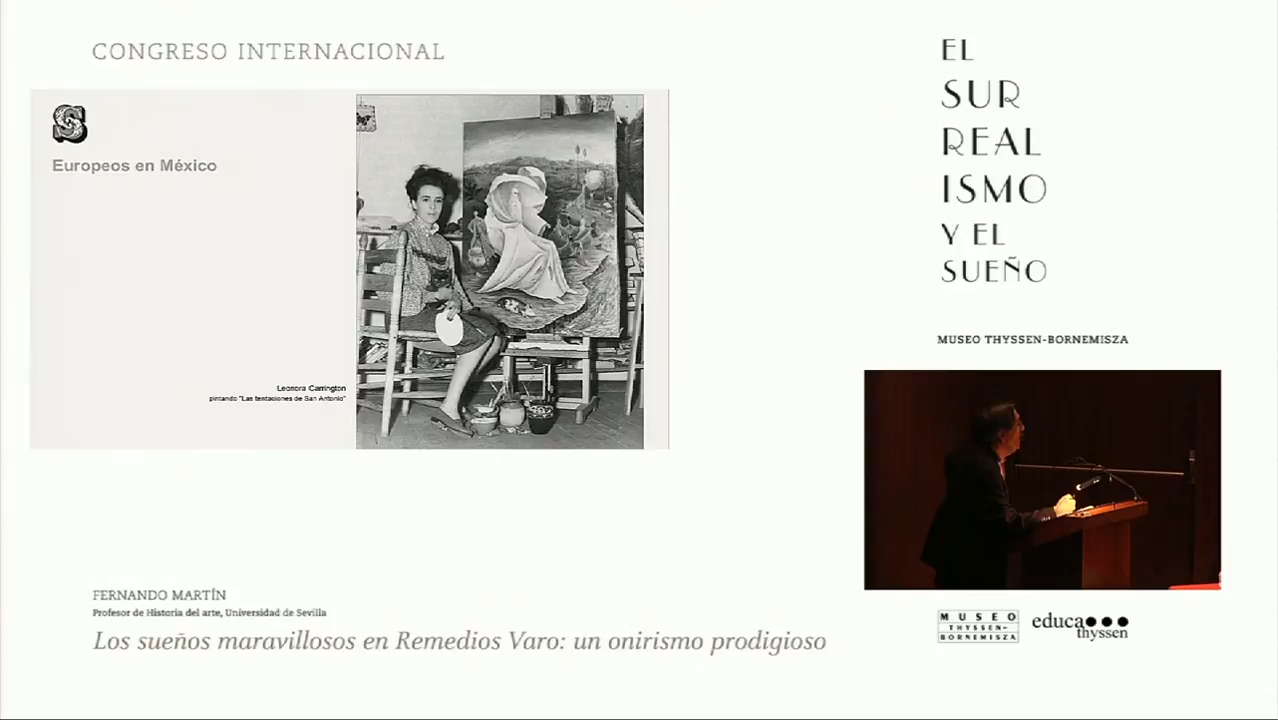 CONGRESO INTERNACIONAL
S
Europeos en México
Leonora Carrington
pintando "Las tentaciones de San Antonio"
EL
SUR
REAL
ISMO
Y EL
SUEÑO
MUSEO THYSSEN-BORNEMISZA
FERNANDO MARTÍN
Profesor de Historia del arte, Universidad de Sevilla
Los sueños maravillosos en Remedios Varo: un onirismo prodigioso
MUSEO
THYSSEN-
BORNEMISZA
educa
thyssen